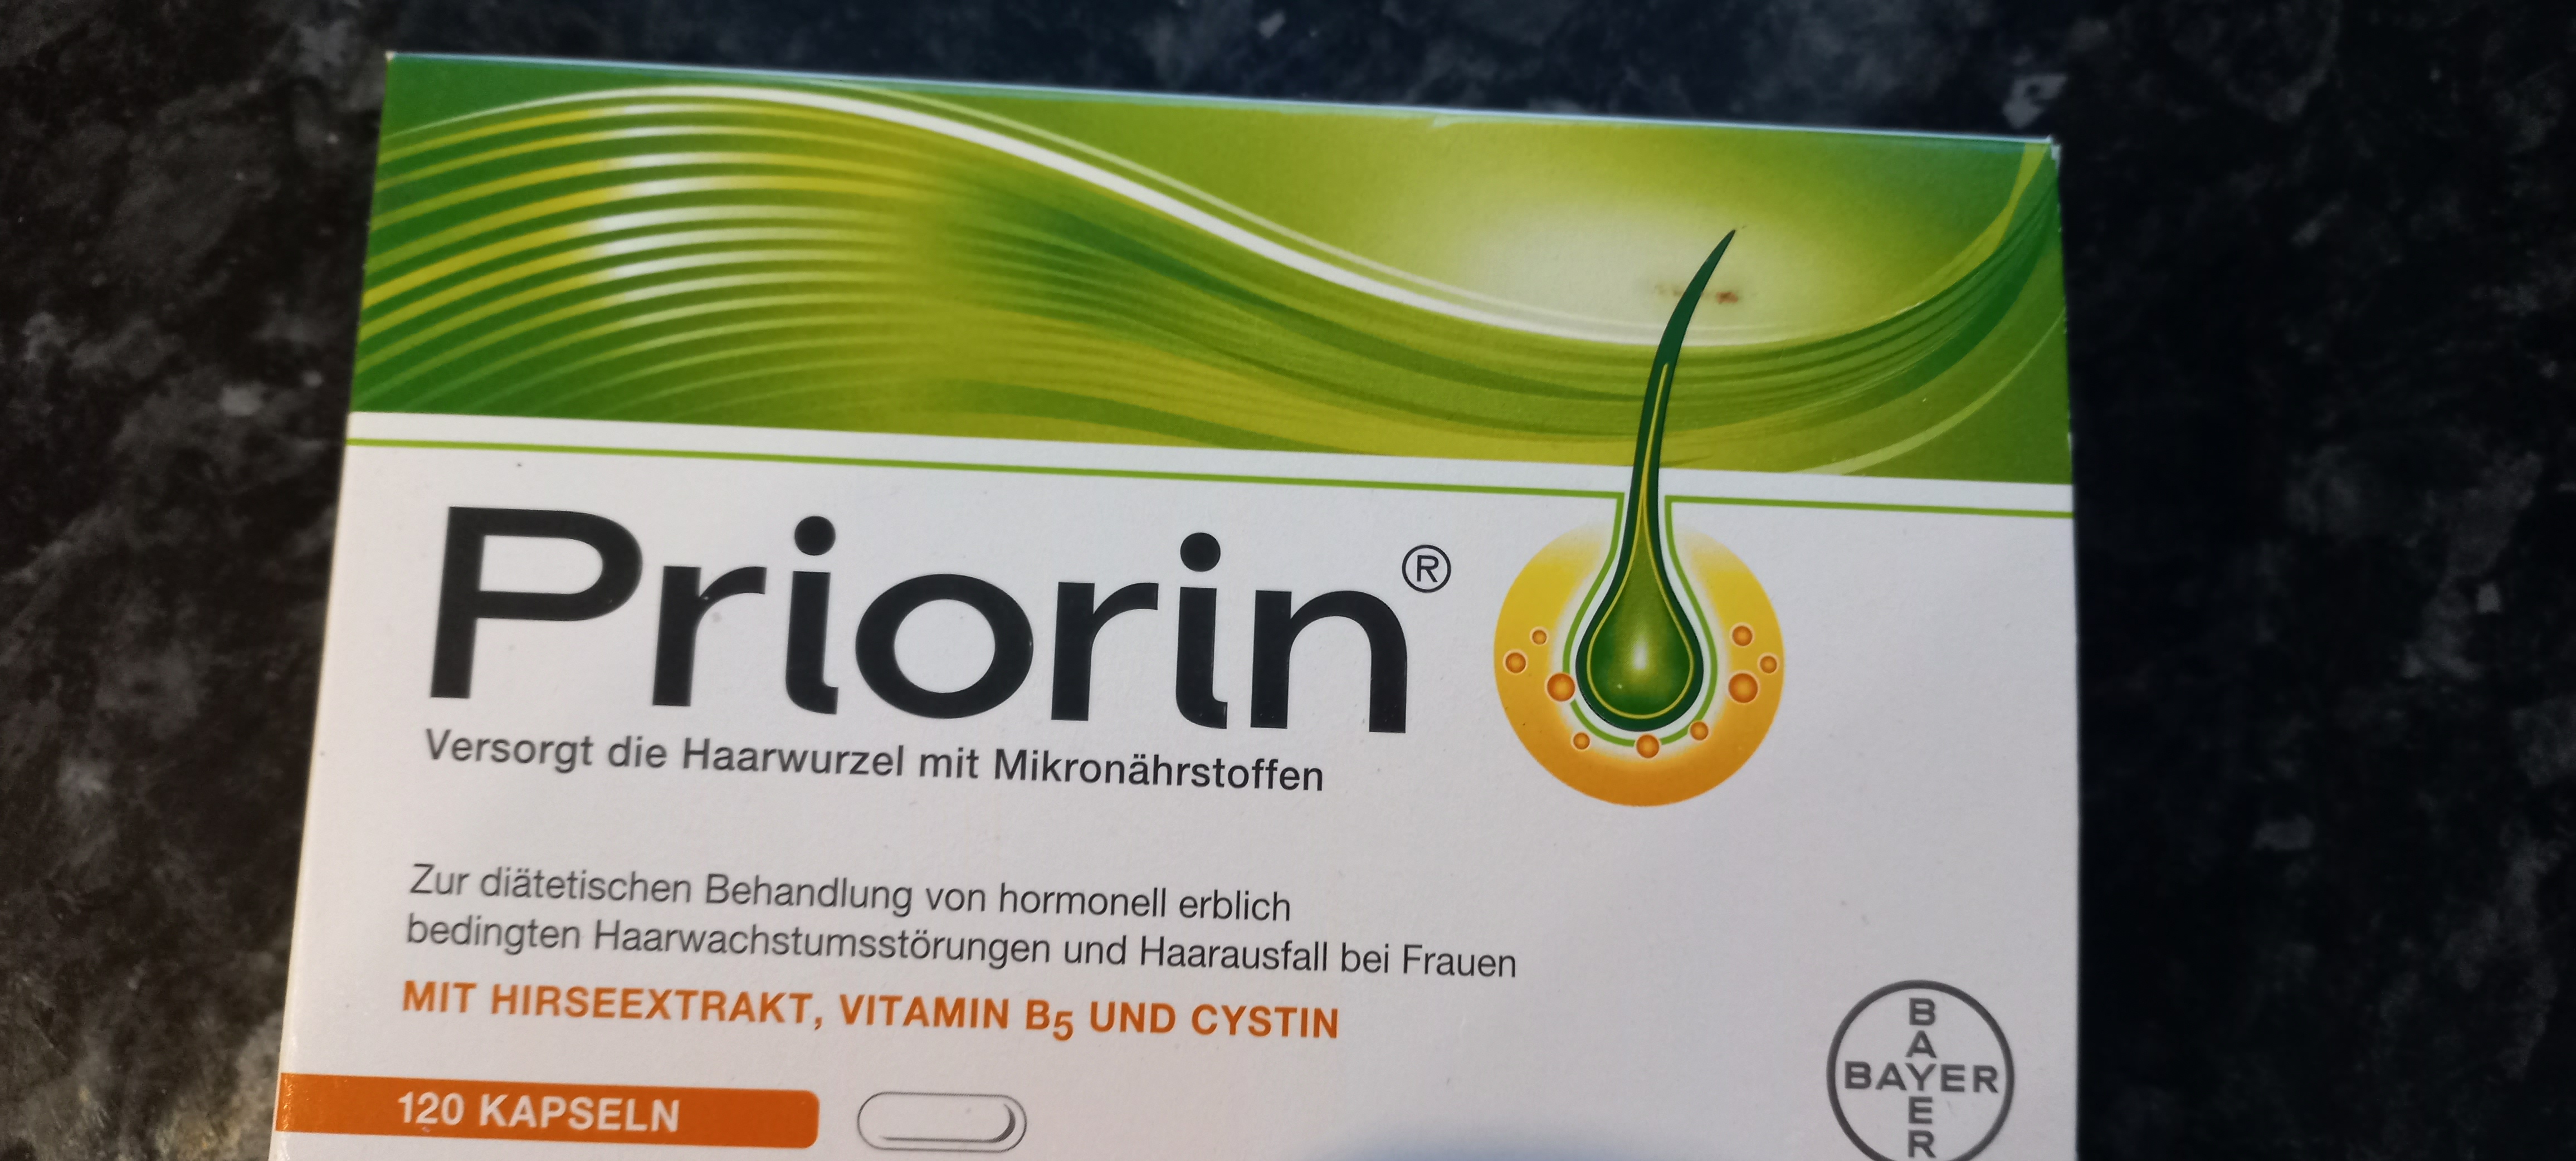 Priorin®
Versorgt die Haarwurzel mit Mikronährstoffen
Zur diätetischen Behandlung von hormonell erblich
bedingten Haarwachstumsstörungen und Haarausfall bei Frauen
MIT HIRSEEXTRAKT, VITAMIN B5 UND CYSTIN
120 KAPSELN
BAYER
BAYER